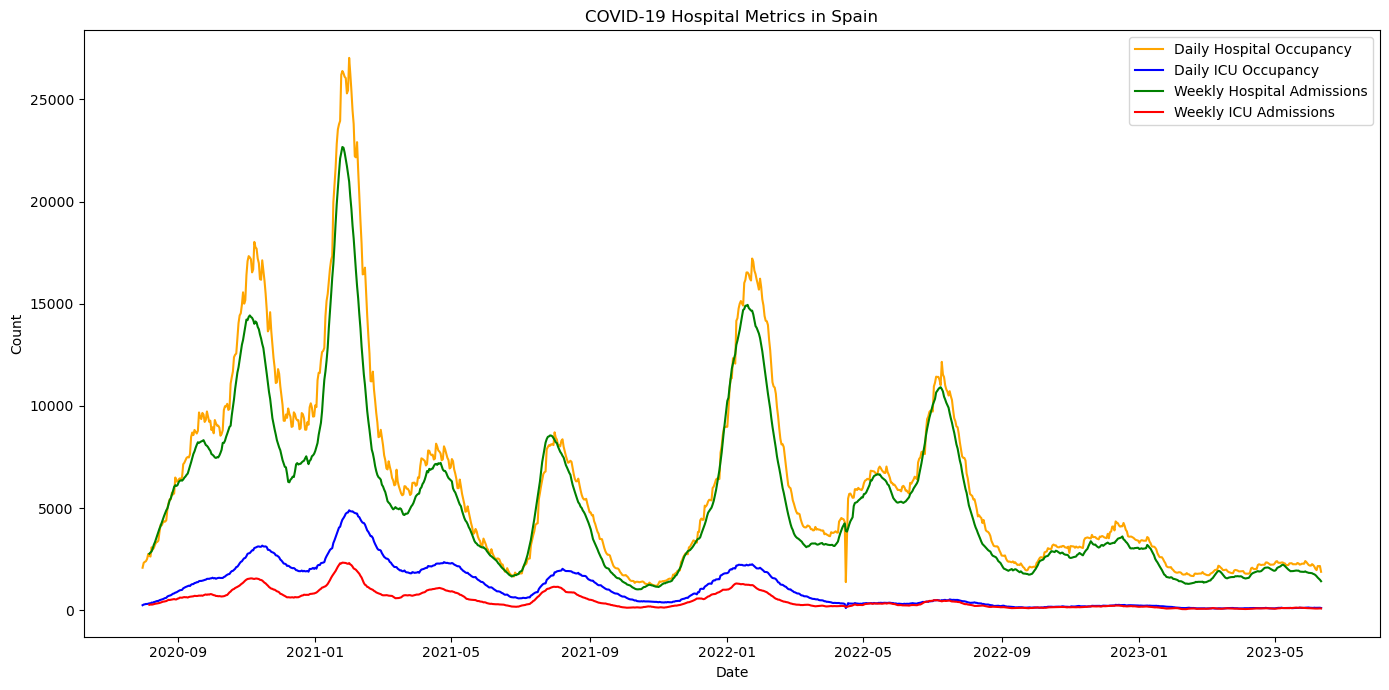 COVID-19 Hospital Metrics in Spain
Daily Hospital Occupancy
Daily ICU Occupancy
Weekly Hospital Admissions
Weekly ICU Admissions
Count
25000
20000
15000
10000
5000
0
2020-09 2021-01 2021-05 2021-09 2022-01 2022-05 2022-09 2023-01 2023-05
Date